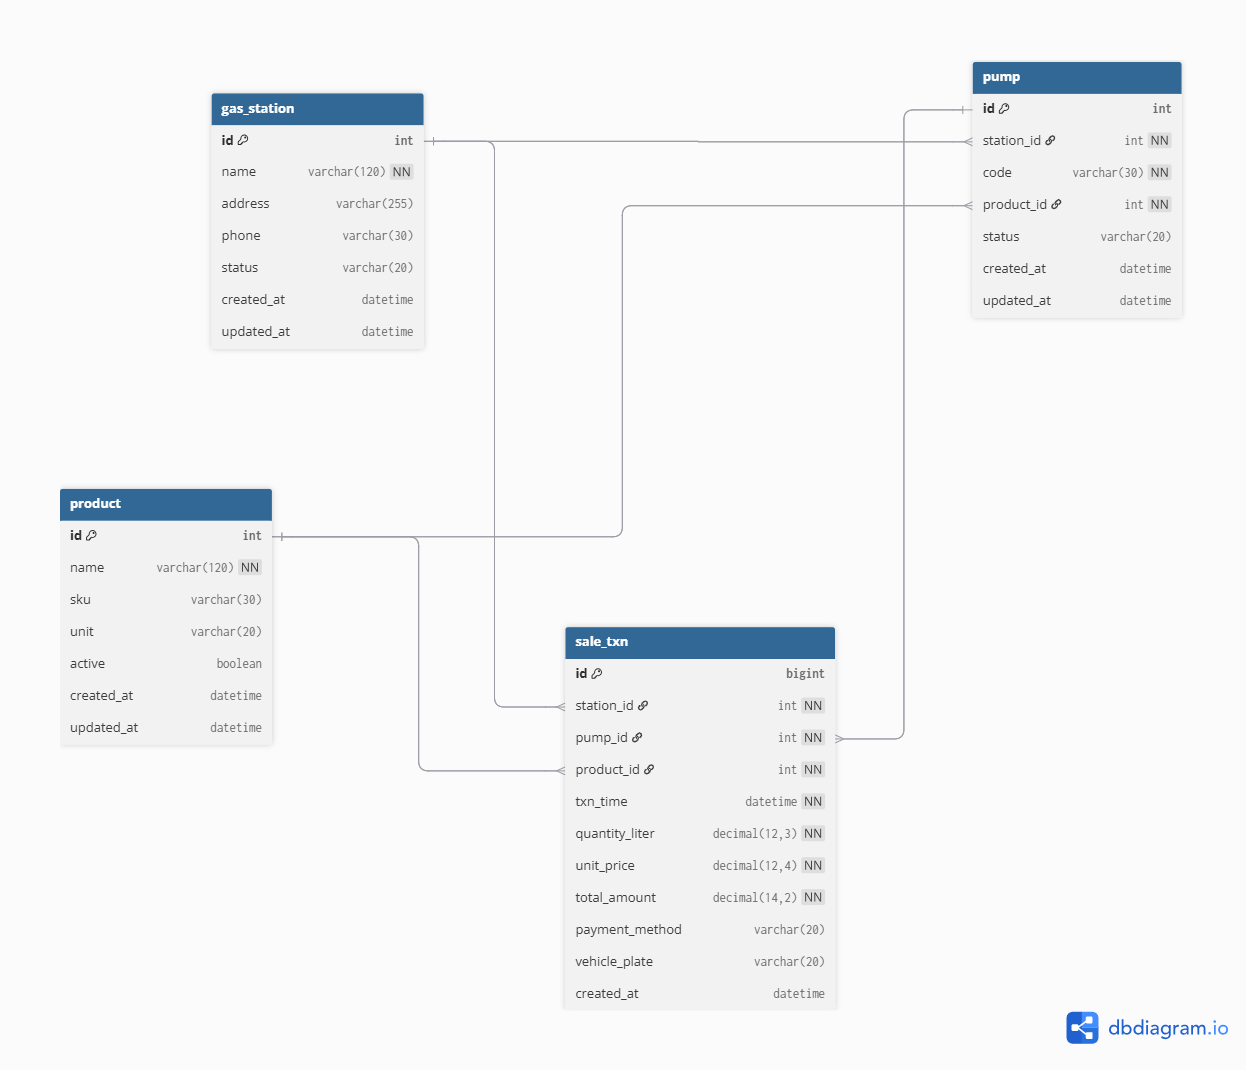 gas_station
id int
name varchar(120) NN
address varchar(255)
phone varchar(30)
status varchar(20)
created_at datetime
updated_at datetime
pump
id int
station_id int NN
code varchar(30) NN
product_id int NN
status varchar(20)
created_at datetime
updated_at datetime
product
id int
name varchar(120) NN
sku varchar(30)
unit varchar(20)
active boolean
created_at datetime
updated_at datetime
sale_txn
id bigint
station_id int NN
pump_id int NN
product_id int NN
txn_time datetime NN
quantity_liter decimal(12,3) NN
unit_price decimal(12,4) NN
total_amount decimal(14,2) NN
payment_method varchar(20)
vehicle_plate varchar(20)
created_at datetime
dbdiagram.io